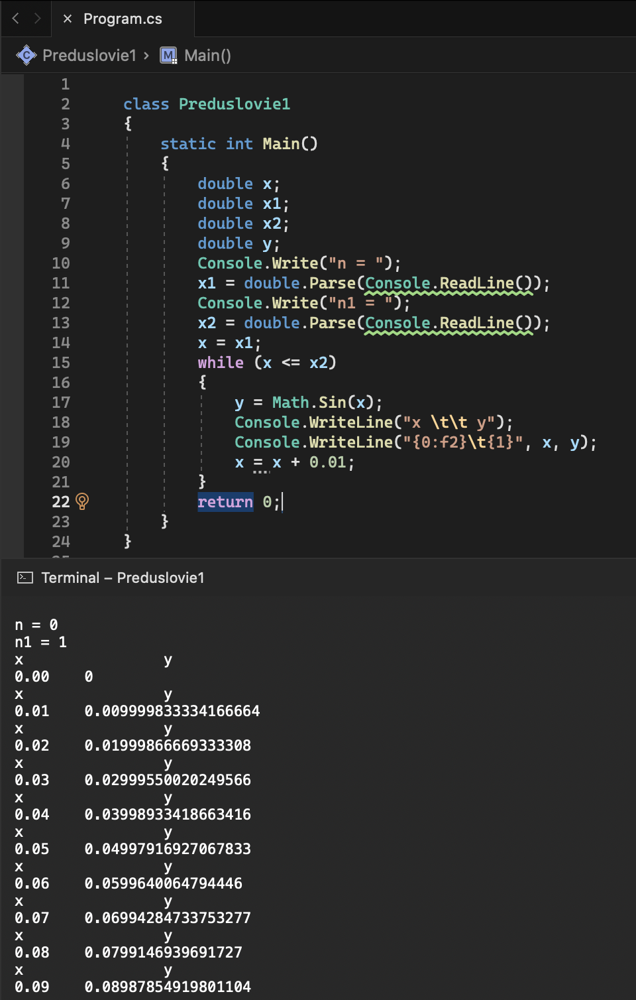 Program.cs
Preduslovie1 › Main()
1
2 class Preduslovie1
3 {
4 static int Main()
5 {
6 double x;
7 double x1;
8 double x2;
9 double y;
10 Console.Write("n = ");
11 x1 = double.Parse(Console.ReadLine());
12 Console.Write("n1 = ");
13 x2 = double.Parse(Console.ReadLine());
14 x = x1;
15 while (x <= x2)
16 {
17 y = Math.Sin(x);
18 Console.WriteLine("x \t\t y");
19 Console.WriteLine("{0:f2}\t{1}", x, y);
20 x = x + 0.01;
21 }
22 return 0;
23 }
24 }
Terminal – Preduslovie1
n = 0
n1 = 1
x y
0.00 0
x y
0.01 0.009999833334166664
x y
0.02 0.01999866669333308
x y
0.03 0.02999550020249566
x y
0.04 0.03998933418663416
x y
0.05 0.04997916927067833
x y
0.06 0.0599640064794446
x y
0.07 0.06994284733753277
x y
0.08 0.0799146939691727
x y
0.09 0.08987854919801104